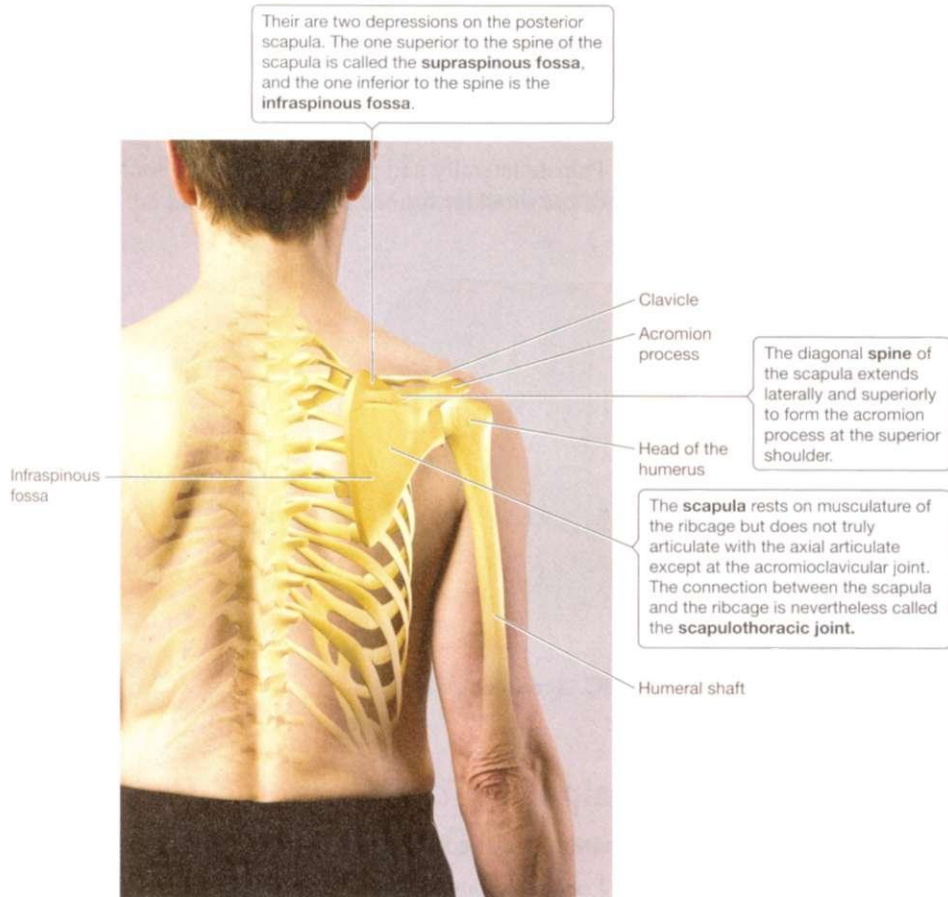 Their are two depressions on the posterior
scapula. The one superior to the spine of the
scapula is called the supraspinous fossa,
and the one inferior to the spine is the
infraspinous fossa.
Clavicle
Acromion
process
The diagonal spine of
the scapula extends
laterally and superiorly
to form the acromion
process at the superior
shoulder.
Head of the
humerus
Infraspinous
fossa
The scapula rests on musculature of
the ribcage but does not truly
articulate with the axial articulate
except at the acromioclavicular joint.
The connection between the scapula
and the ribcage is nevertheless called
the scapulothoracic joint.
Humeral shaft